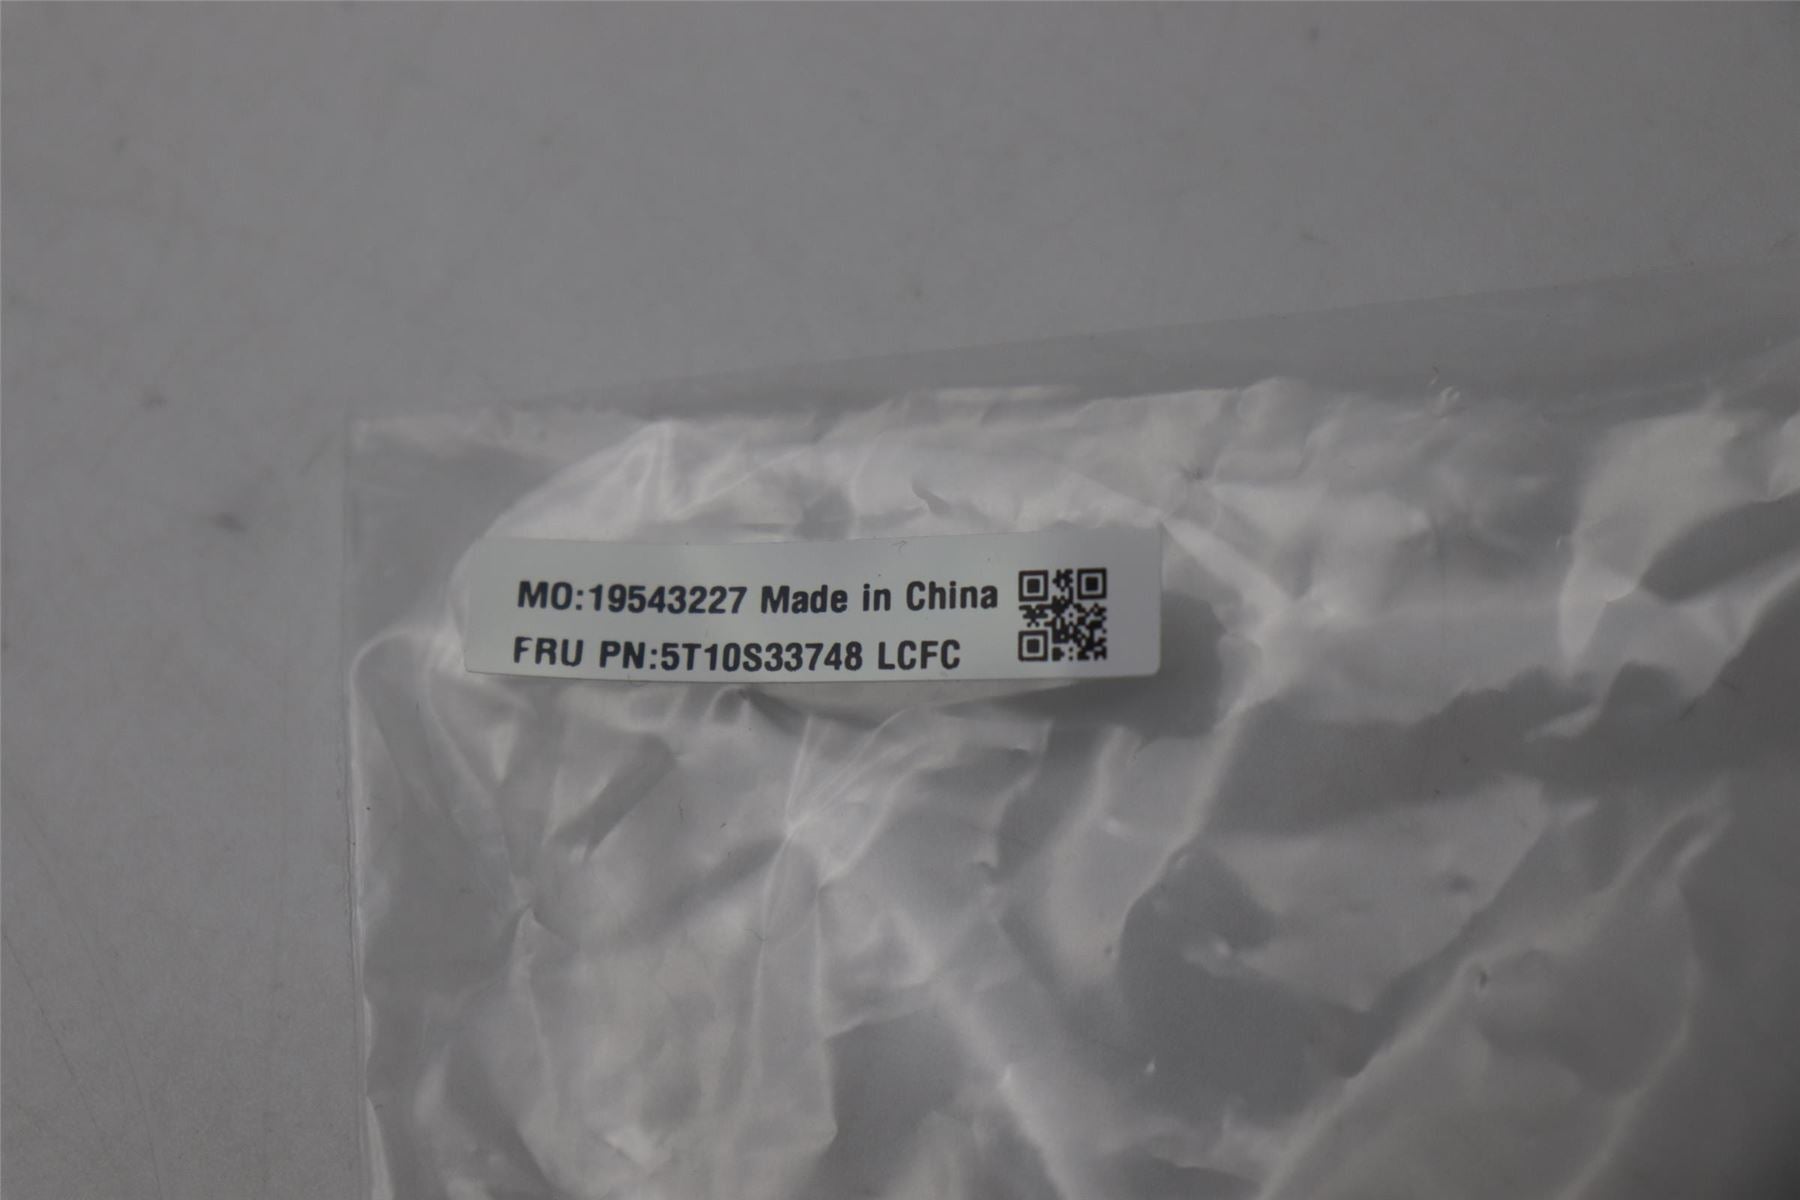 MO:19543227 Made in China
FRU PN:5T10S33748 LCFC